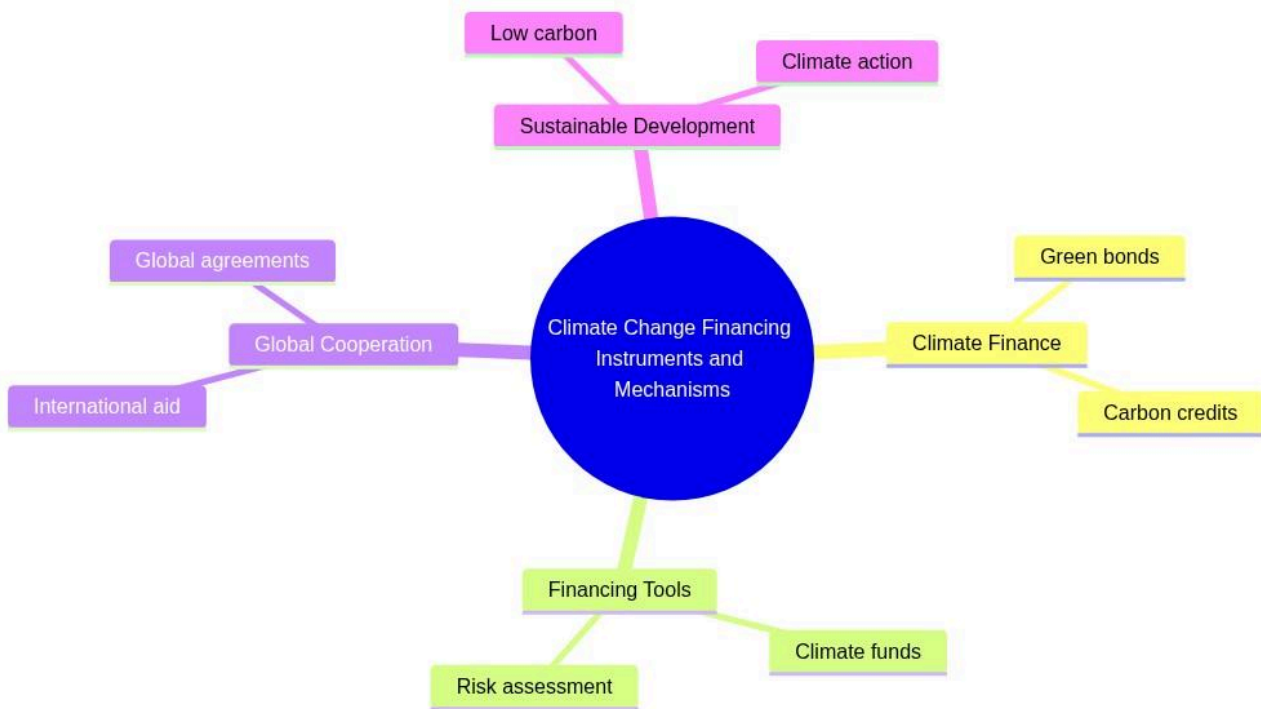 Low carbon
Climate action
Sustainable Development
Global agreements
Green bonds
Climate Change Financing
Instruments and
Mechanisms
Global Cooperation
Climate Finance
International aid
Carbon credits
Financing Tools
Climate funds
Risk assessment